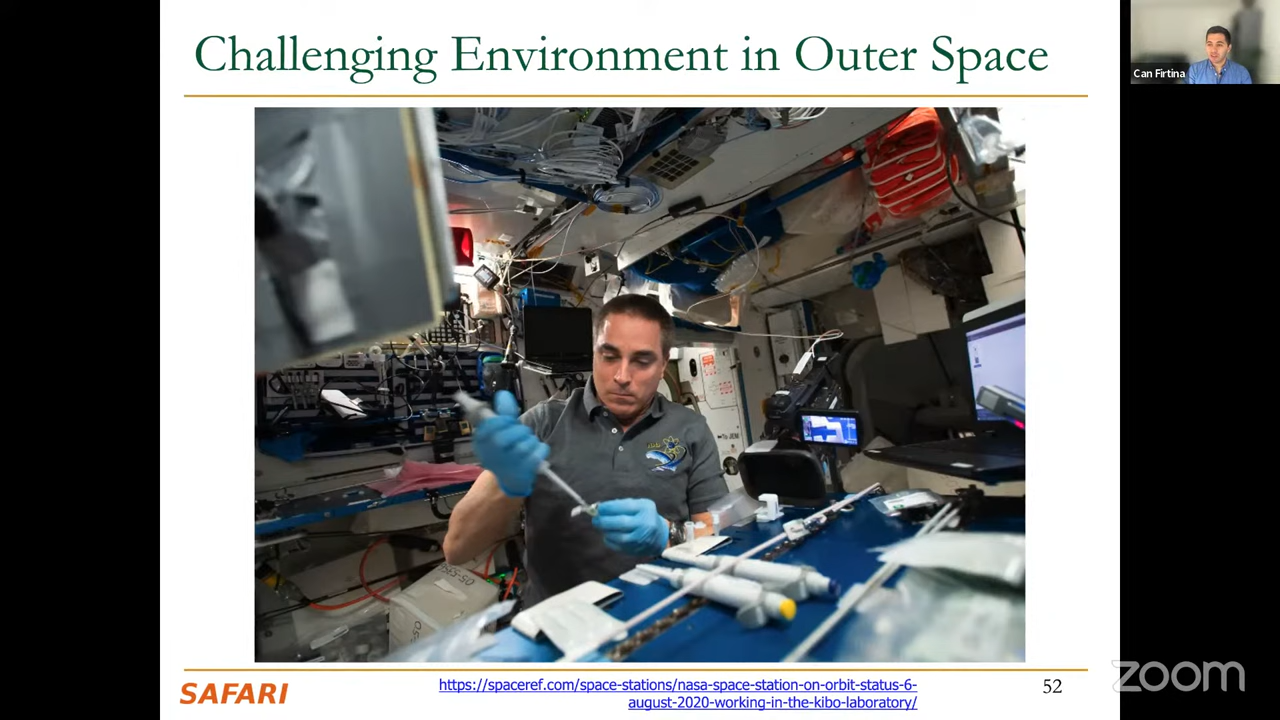 Challenging Environment in Outer Space
Can Firtina
SAFARI
https://spaceref.com/space-stations/nasa-space-station-on-orbit-status-6-
august-2020-working-in-the-kibo-laboratory/
52
zoom